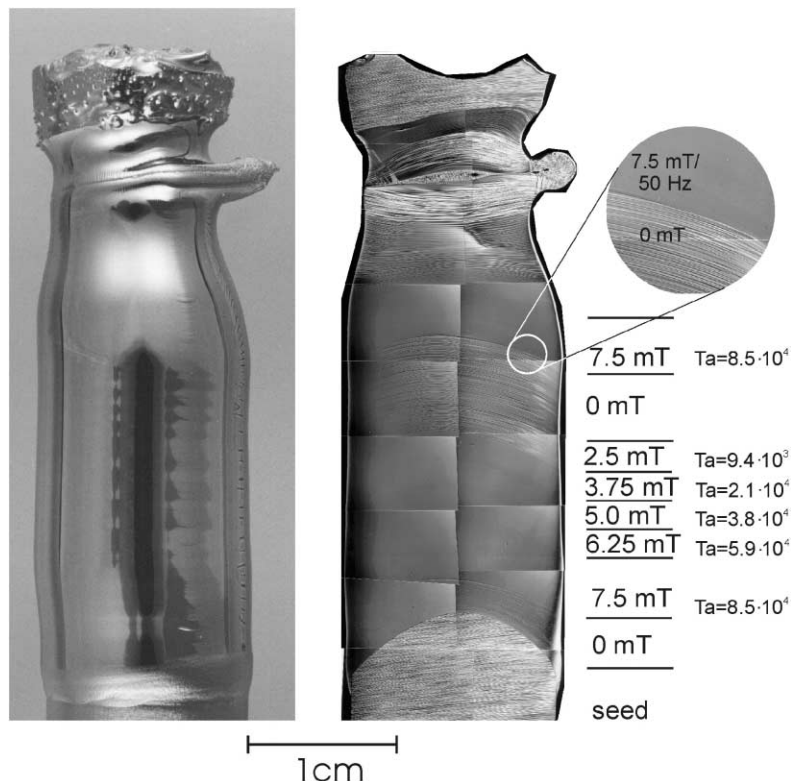 7.5 mT/
50 Hz
0 mT
7.5 mT Ta=8.5·10⁴
0 mT
2.5 mT Ta=9.4·10³
3.75 mT Ta=2.1·10⁴
5.0 mT Ta=3.8·10⁴
6.25 mT Ta=5.9·10⁴
7.5 mT Ta=8.5·10⁴
0 mT
seed
1cm